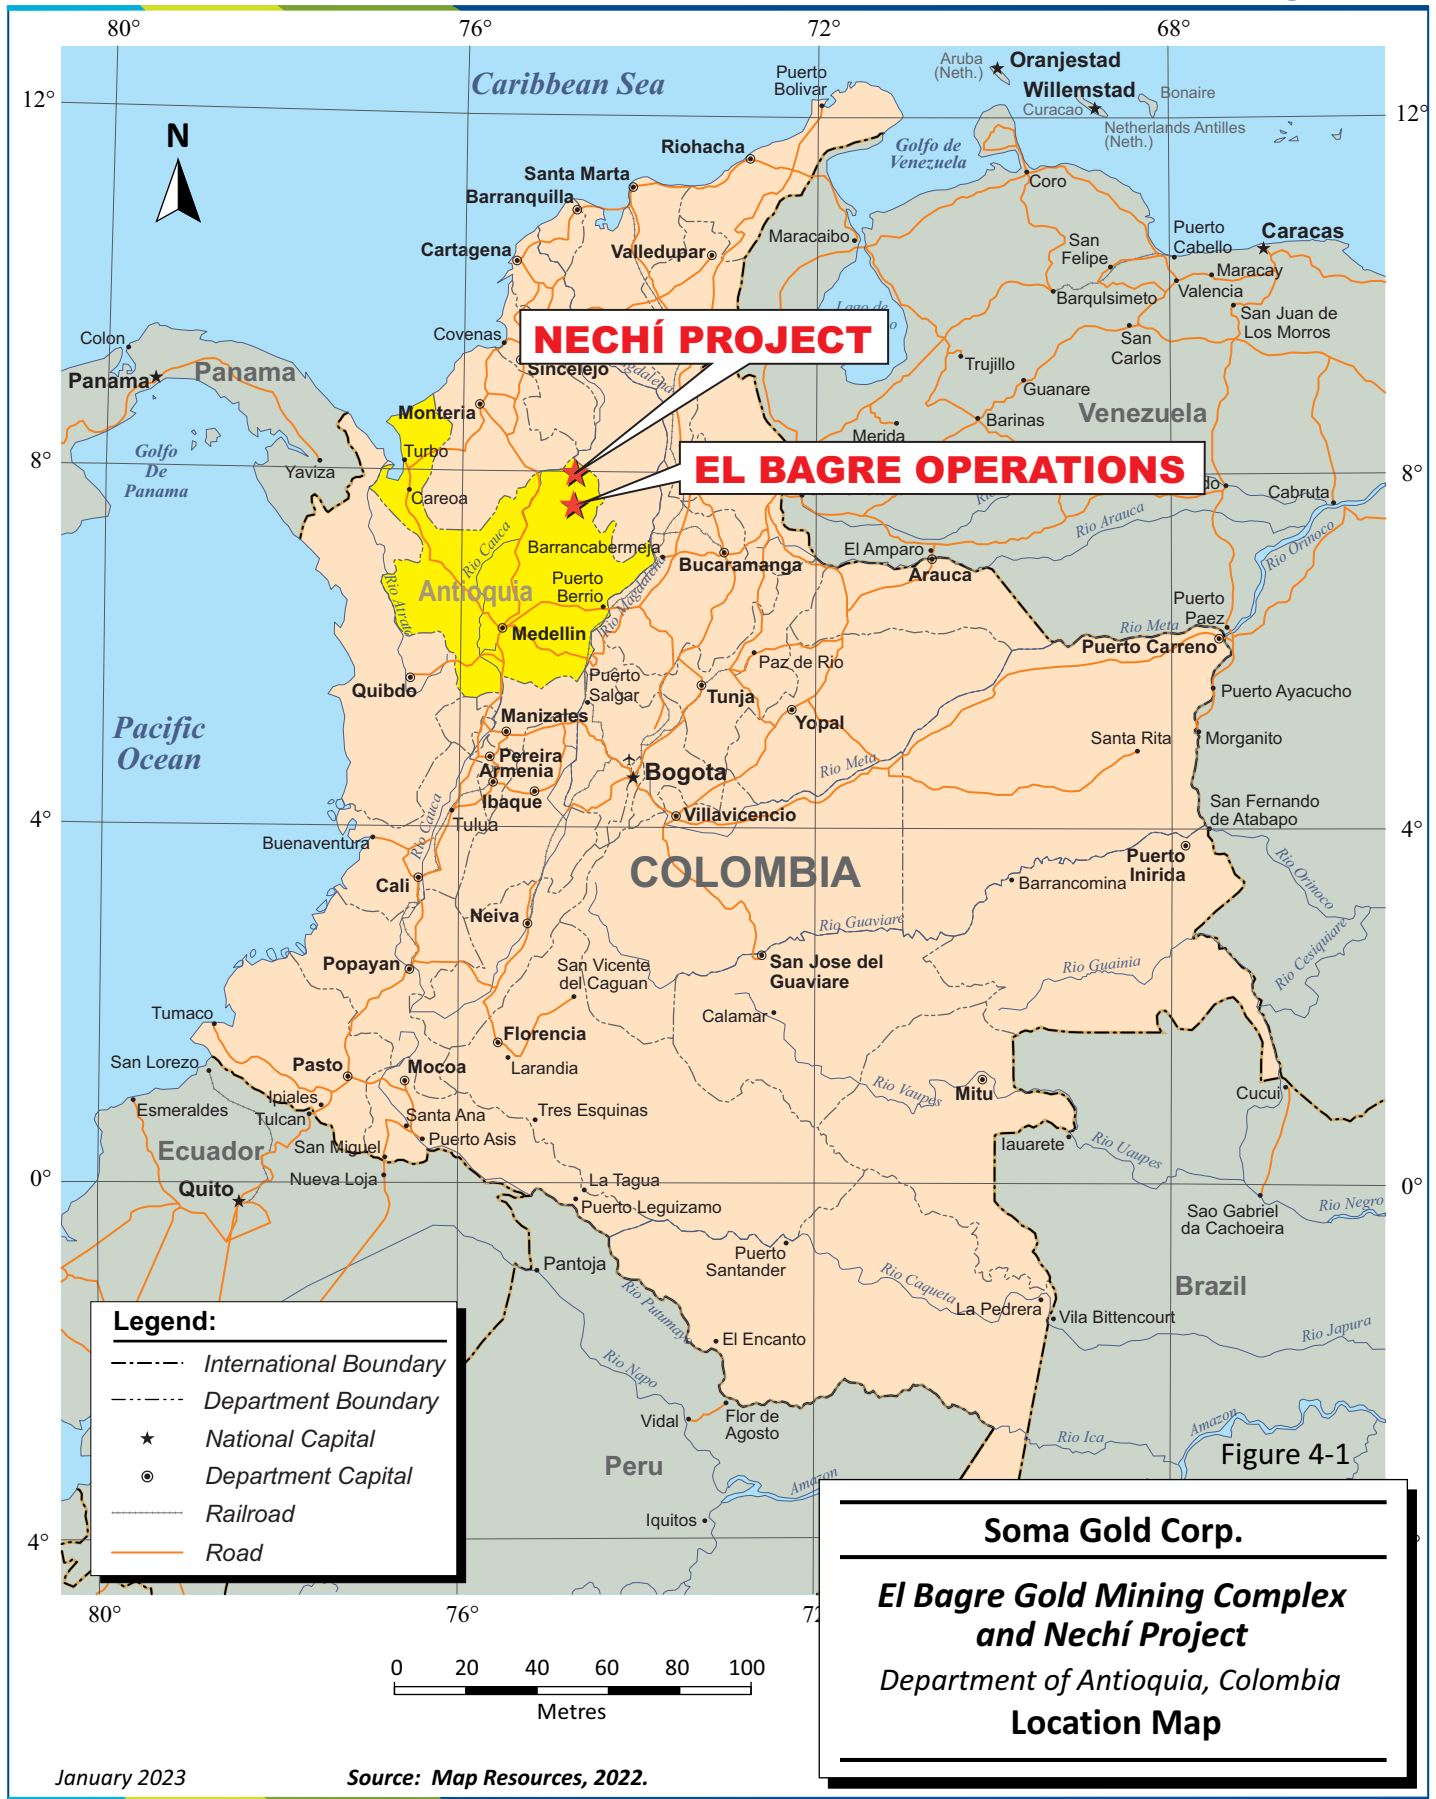 80°
76°
72°
68°
12°
12°
8°
8°
4°
4°
0°
0°
4°
80°
76°
Caribbean Sea
Aruba
(Neth.)
Oranjestad
Willemstad
Curacao
Bonaire
Netherlands Antilles
(Neth.)
Puerto
Bolivar
N
Riohacha
Golfo de
Venezuela
Santa Marta
Barranquilla
Coro
Cartagena
Valledupar
Maracaibo
San
Felipe
Puerto
Cabello
Caracas
Maracay
Valencia
BarquIsimeto
San Juan de
Los Morros
Lago de
Covenas
Colon
NECHÍ PROJECT
San
Carlos
Panama
Panama
Sincelejo
Trujillo
Guanare
Monteria
Barinas
Venezuela
Merida
Golfo
De
Panama
Turbo
Yaviza
EL BAGRE OPERATIONS
Careoa
Cabruta
Rio Arauca
Rio Orinoco
Rio Cauca
Barrancabermeja
Bucaramanga
El Amparo
Arauca
Antioquia
Puerto
Berrio
Rio Magdalena
Rio Atrato
Puerto
Paez
Rio Meta
Medellin
Puerto Carreno
Paz de Rio
Quibdo
Puerto
Salgar
Tunja
Puerto Ayacucho
Pacific
Ocean
Manizales
Yopal
Santa Rita
Morganito
Pereira
Armenia
Bogota
Rio Meta
Ibaque
Rio Cauca
Tulua
Villavicencio
San Fernando
de Atabapo
Buenaventura
COLOMBIA
Puerto
Inirida
Rio Orinoco
Cali
Barrancomina
Neiva
Rio Guaviare
Rio Cesiquiare
Popayan
San Vicente
del Caguan
San Jose del
Guaviare
Rio Guainia
Tumaco
Calamar
Florencia
San Lorezo
Pasto
Mocoa
Larandia
Rio Vaupes
Mitu
Cucui
Esmeraldes
Ipiales
Tulcan
Santa Ana
Tres Esquinas
Puerto Asis
Ecuador
San Miguel
Iauarete
Rio Uaupes
Quito
Nueva Loja
La Tagua
Puerto Leguizamo
Rio Negro
Sao Gabriel
da Cachoeira
Puerto
Santander
Pantoja
Rio Caqueta
Brazil
Rio Putumayo
La Pedrera
Vila Bittencourt
Rio Japura
El Encanto
Rio Napo
Vidal
Flor de
Agosto
Rio Ica
Amazon
Peru
Amazon
Iquitos
Legend:
International Boundary
Department Boundary
National Capital
Department Capital
Railroad
Road
Figure 4-1
Soma Gold Corp.
El Bagre Gold Mining Complex
and Nechí Project
Department of Antioquia, Colombia
Location Map
0 20 40 60 80 100
Metres
January 2023
Source: Map Resources, 2022.